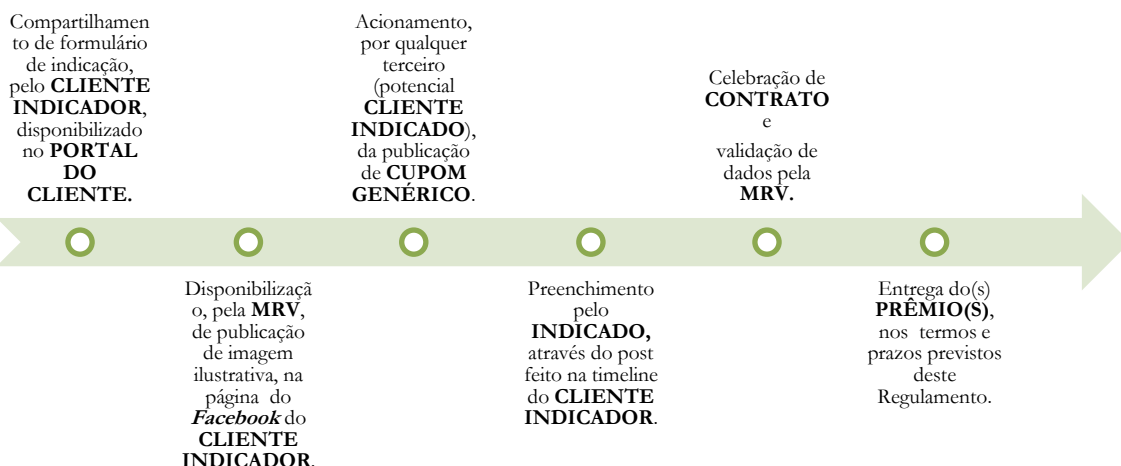 Compartilhamen
to de formulário
de indicação,
pelo CLIENTE
INDICADOR,
disponibilizado
no PORTAL
DO
CLIENTE.
Disponibilizaçã
o, pela MRV,
de publicação
de imagem
ilustrativa, na
página do
Facebook do
CLIENTE
INDICADOR.
Acionamento,
por qualquer
terceiro
(potencial
CLIENTE
INDICADO),
da publicação
de CUPOM
GENÉRICO.
Preenchimento
pelo
INDICADO,
através do post
feito na timeline
do CLIENTE
INDICADOR.
Celebração de
CONTRATO
e
validação de
dados pela
MRV.
Entrega do(s)
PRÊMIO(S),
nos termos e
prazos previstos
deste
Regulamento.